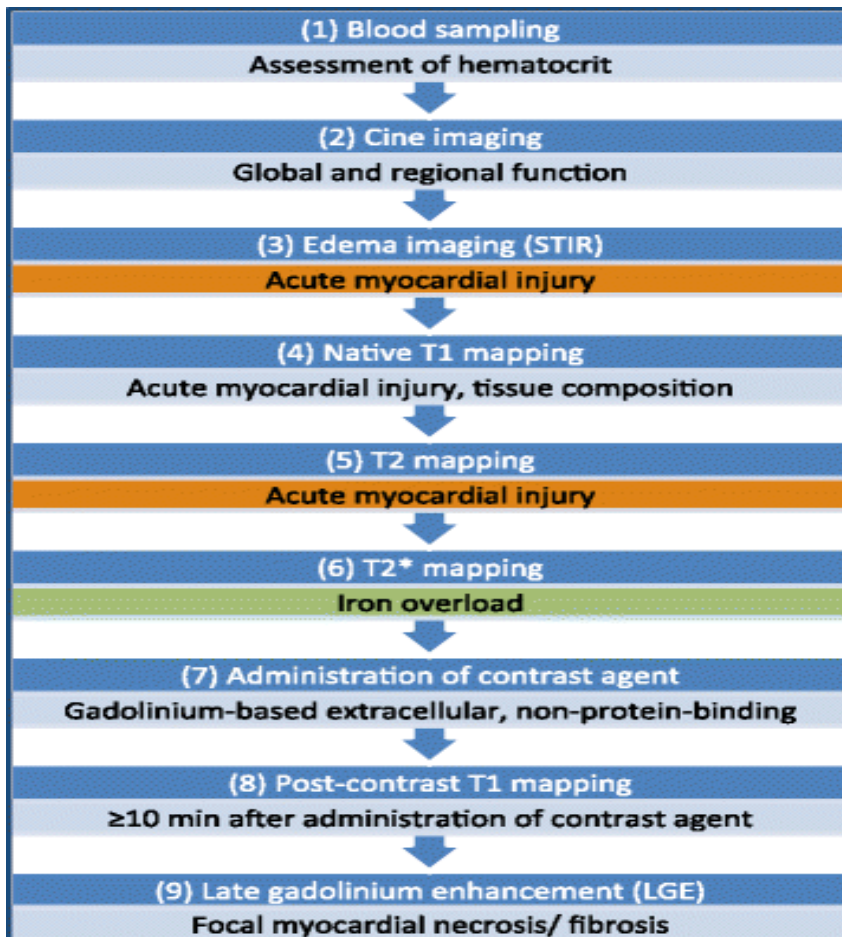 (1) Blood sampling
Assessment of hematocrit
(2) Cine imaging
Global and regional function
(3) Edema imaging (STIR)
Acute myocardial injury
(4) Native T1 mapping
Acute myocardial injury, tissue composition
(5) T2 mapping
Acute myocardial injury
(6) T2* mapping
Iron overload
(7) Administration of contrast agent
Gadolinium-based extracellular, non-protein-binding
(8) Post-contrast T1 mapping
≥10 min after administration of contrast agent
(9) Late gadolinium enhancement (LGE)
Focal myocardial necrosis/ fibrosis